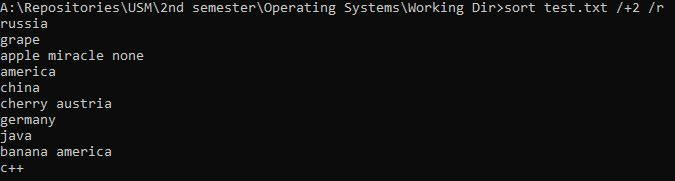 A:\Repositories\USM\2nd semester\Operating Systems\Working Dir>sort test.txt /+2 /r
russia
grape
apple miracle none
america
china
cherry austria
germany
java
banana america
c++